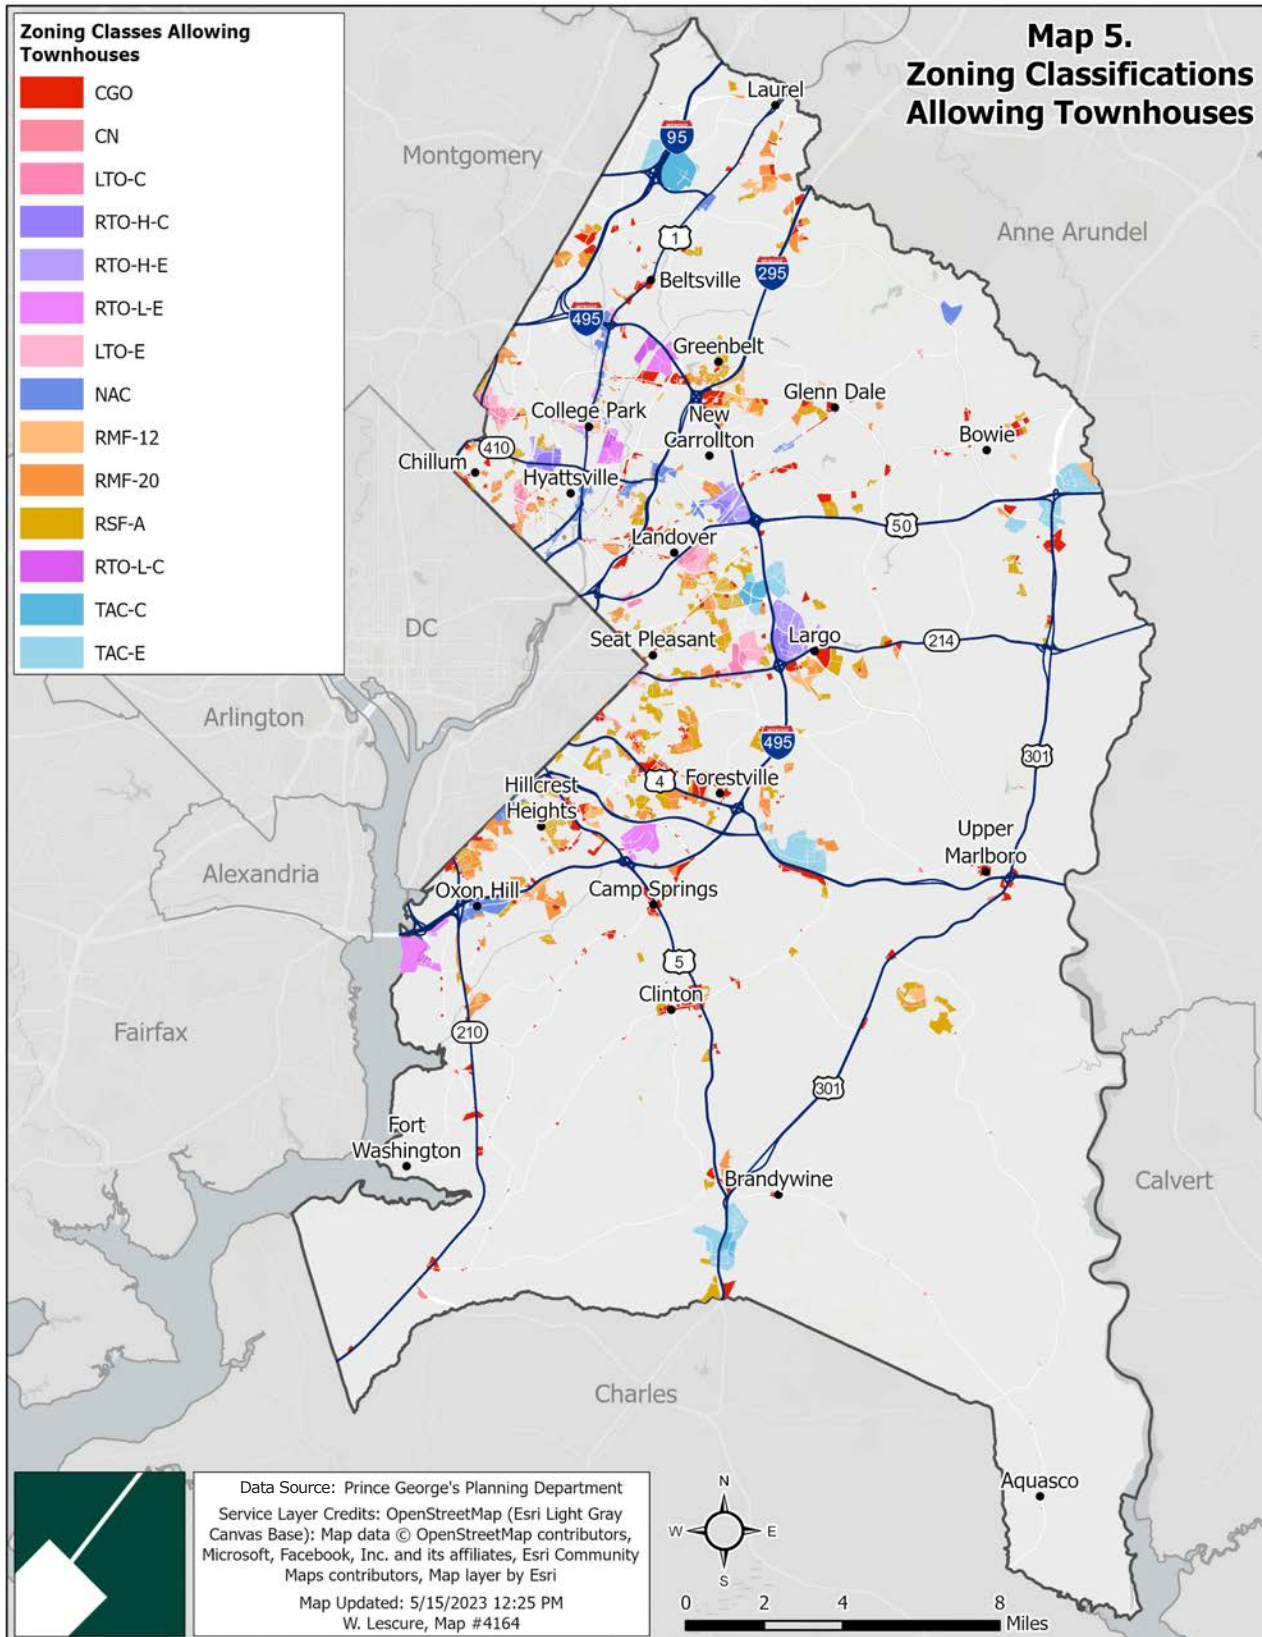 Zoning Classes Allowing
Townhouses
CGO
CN
LTO-C
RTO-H-C
RTO-H-E
RTO-L-E
LTO-E
NAC
RMF-12
RMF-20
RSF-A
RTO-L-C
TAC-C
TAC-E
Map 5.
Zoning Classifications
Allowing Townhouses
Laurel
95
Montgomery
Anne Arundel
1
295
Beltsville
495
Greenbelt
Glenn Dale
College Park
New
Carrollton
Bowie
410
Chillum
Hyattsville
50
Landover
DC
Seat Pleasant
Largo
214
Arlington
495
301
4
Forestville
Hillcrest
Heights
Upper
Marlboro
Alexandria
Oxon Hill
Camp Springs
5
Clinton
Fairfax
210
301
Fort
Washington
Brandywine
Calvert
Charles
Aquasco
Data Source: Prince George's Planning Department
Service Layer Credits: OpenStreetMap (Esri Light Gray
Canvas Base): Map data © OpenStreetMap contributors,
Microsoft, Facebook, Inc. and its affiliates, Esri Community
Maps contributors, Map layer by Esri
Map Updated: 5/15/2023 12:25 PM
W. Lescure, Map #4164
N
W E
S
0 2 4 8
Miles